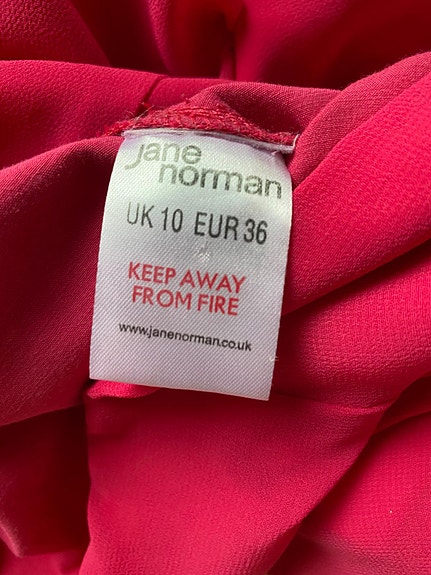 jane
norman
UK 10 EUR 36
KEEP AWAY
FROM FIRE
www.janenorman.co.uk